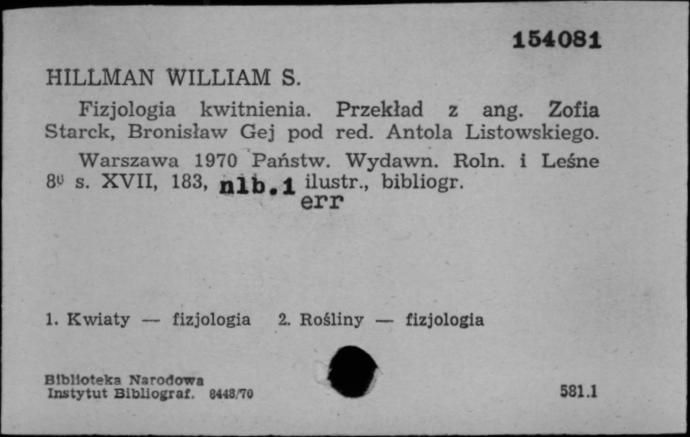 154081
HILLMAN WILLIAM S.
Fizjologia kwitnienia. Przekład z ang. Zofia
Starck, Bronisław Gej pod red. Antola Listowskiego.
Warszawa 1970 Państw. Wydawn. Roln. i Leśne
8⁰ s. XVII, 183, nlb.1 ilustr., bibliogr.
err
1. Kwiaty — fizjologia 2. Rośliny — fizjologia
Biblioteka Narodowa
Instytut Bibliograf. 8448/70
581.1